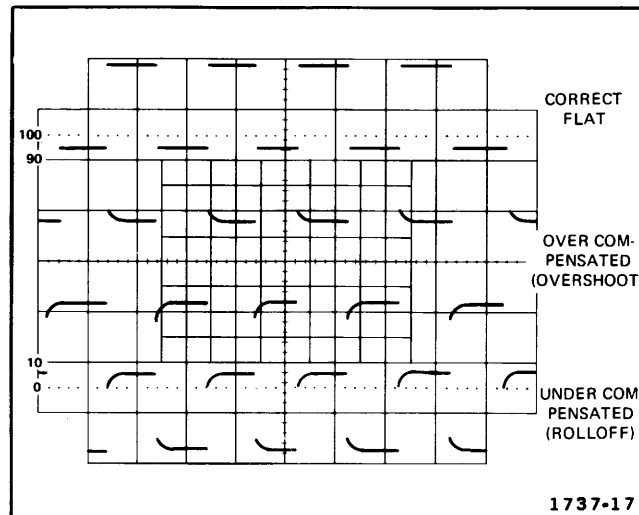 CORRECT
FLAT
100
90
OVER COM-
PENSATED
(OVERSHOOT
10
0
UNDER COM
PENSATED
(ROLLOFF)
1737-17